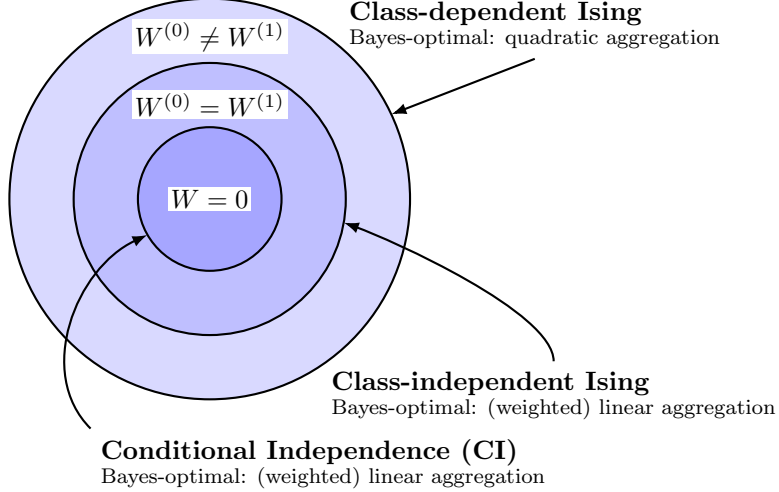 Class-dependent Ising
Bayes-optimal: quadratic aggregation
W^{(0)} ≠ W^{(1)}
W^{(0)} = W^{(1)}
W = 0
Class-independent Ising
Bayes-optimal: (weighted) linear aggregation
Conditional Independence (CI)
Bayes-optimal: (weighted) linear aggregation